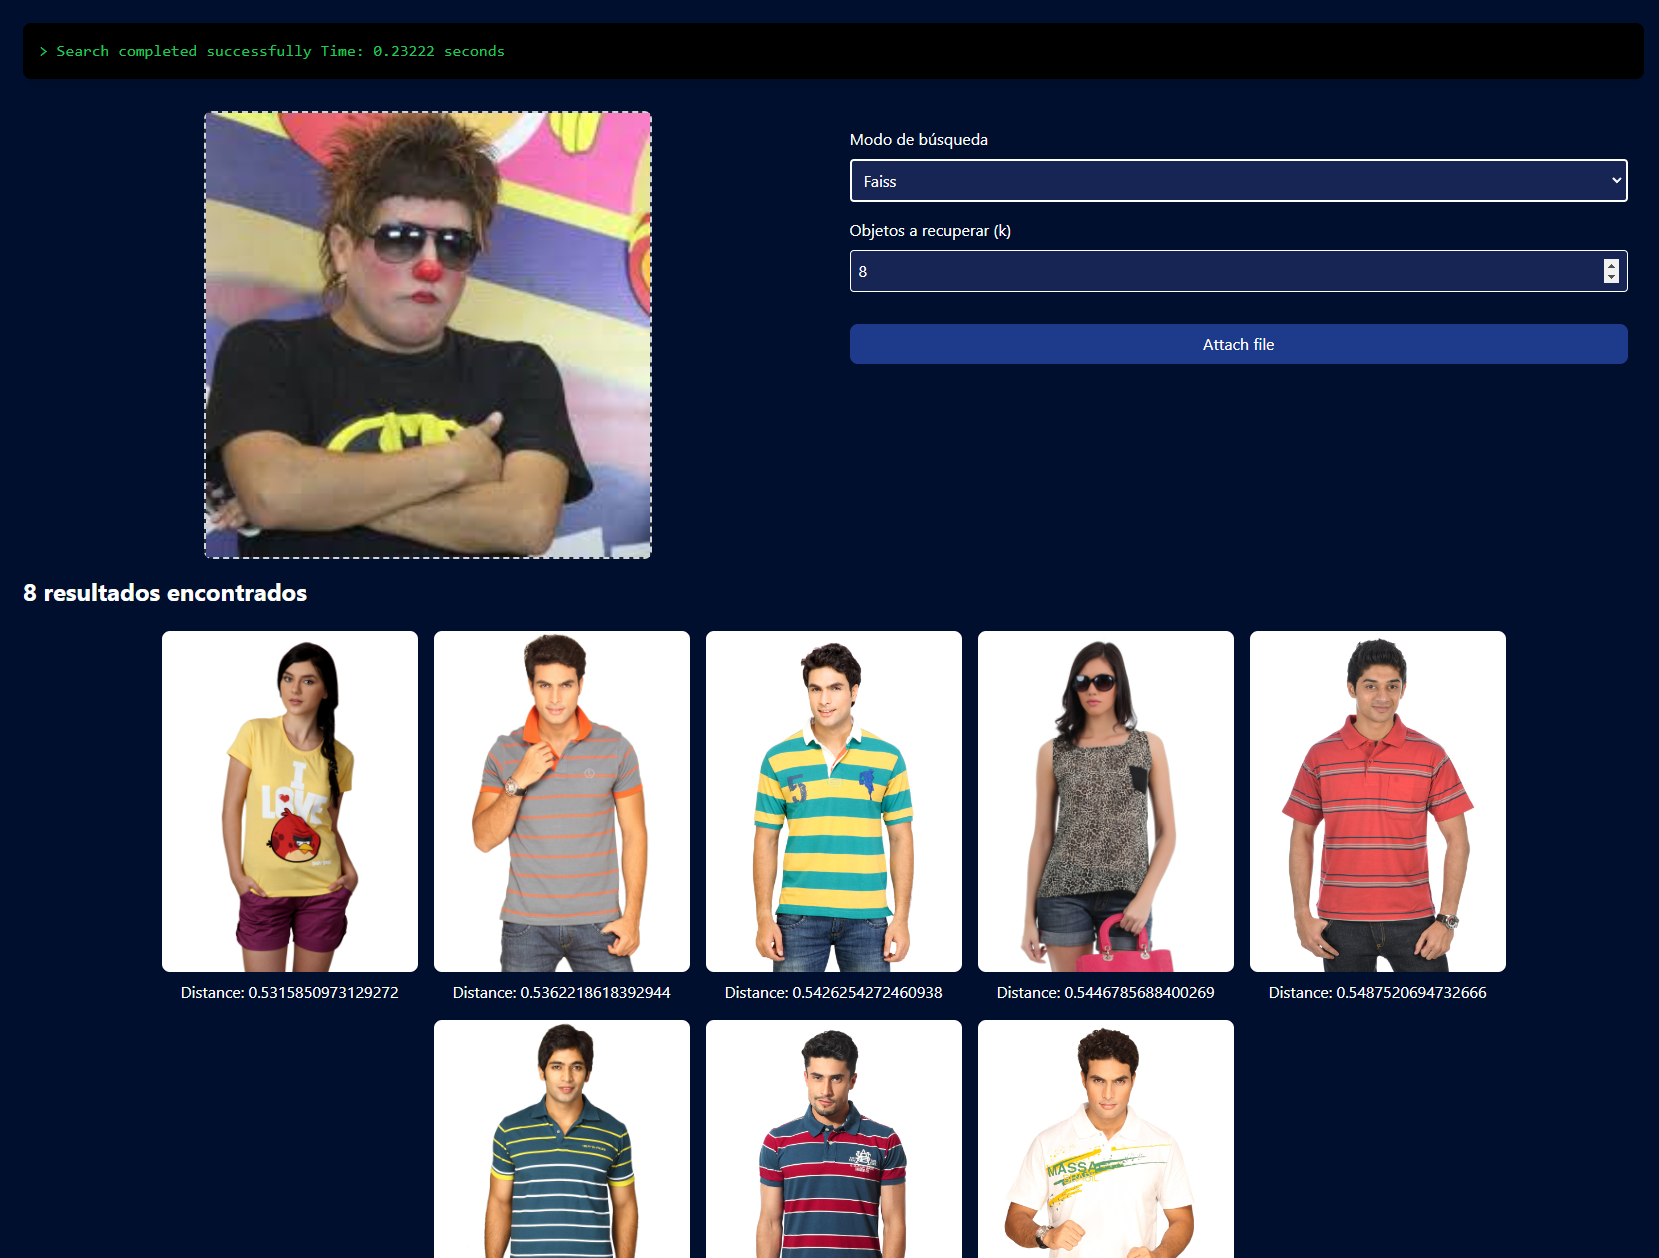 > Search completed successfully Time: 0.23222 seconds
Modo de búsqueda
Faiss
Objetos a recuperar (k)
8
Attach file
8 resultados encontrados
I
LOVE
Distance: 0.5315850973129272
Distance: 0.5362218618392944
5
Distance: 0.5426254272460938
Distance: 0.5446785688400269
Distance: 0.5487520694732666
MASSA